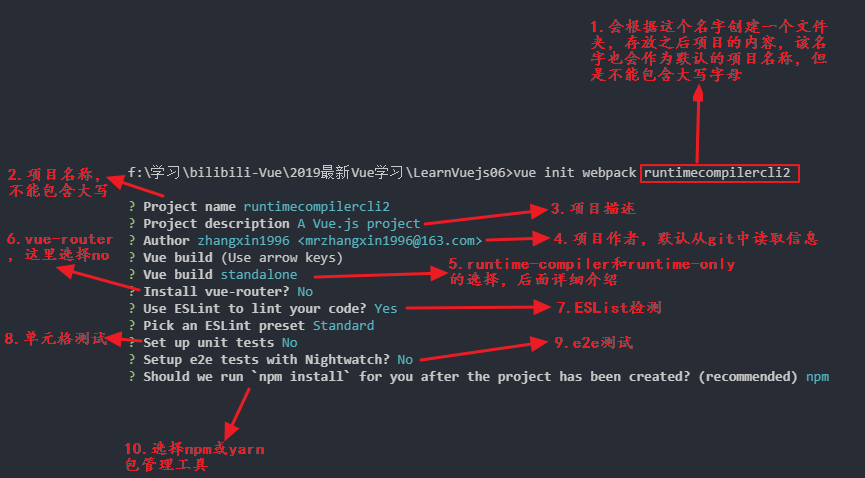 1.会根据这个名字创建一个文件
夹，存放之后项目的内容，该名
字也会作为默认的项目名称，但
是不能包含大写字母
f:\学习\bilibili-Vue\2019最新Vue学习\LearnVuejs06>vue init webpack runtimecompilercli2
2.项目名称，
不能包含大写
? Project name runtimecompilercli2
? Project description A Vue.js project
3.项目描述
? Author zhangxin1996 <mrzhangxin1996@163.com>
4.项目作者，默认从git中读取信息
6.vue-router
，这里选择no
? Vue build (Use arrow keys)
? Vue build standalone
5.runtime-compiler和runtime-only
的选择，后面详细介绍
? Install vue-router? No
? Use ESLint to lint your code? Yes
7.ESList检测
? Pick an ESLint preset Standard
8.单元格测试
? Set up unit tests No
9.e2e测试
? Setup e2e tests with Nightwatch? No
? Should we run `npm install` for you after the project has been created? (recommended) npm
10.选择npm或yarn
包管理工具